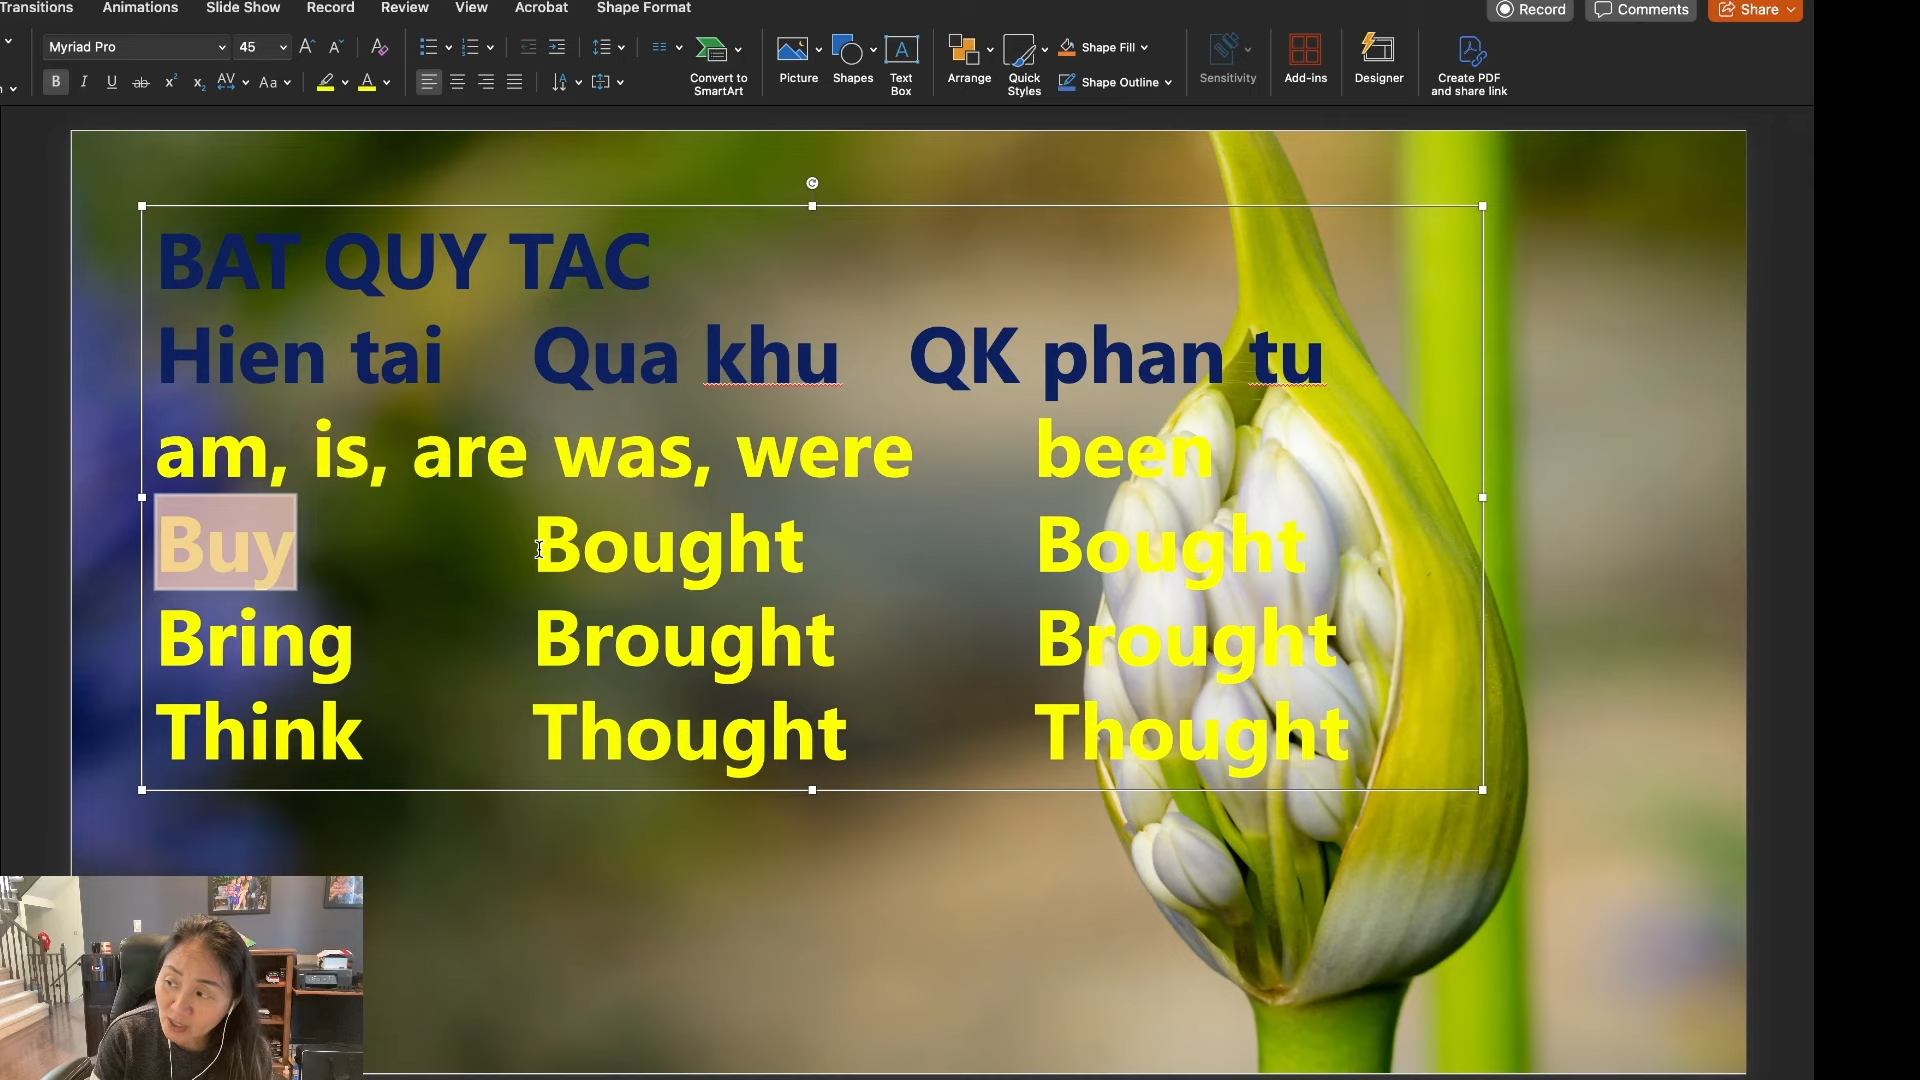 Transitions Animations Slide Show Record Review View Acrobat Shape Format
Record Comments Share
Myriad Pro 45
Convert to SmartArt
Picture
Shapes
Text Box
Arrange
Quick Styles
Shape Fill
Shape Outline
Sensitivity
Add-ins
Designer
Create PDF and share link
BAT QUY TAC
Hien tai Qua khu QK phan tu
am, is, are was, were been
Buy Bought Bought
Bring Brought Brought
Think Thought Thought